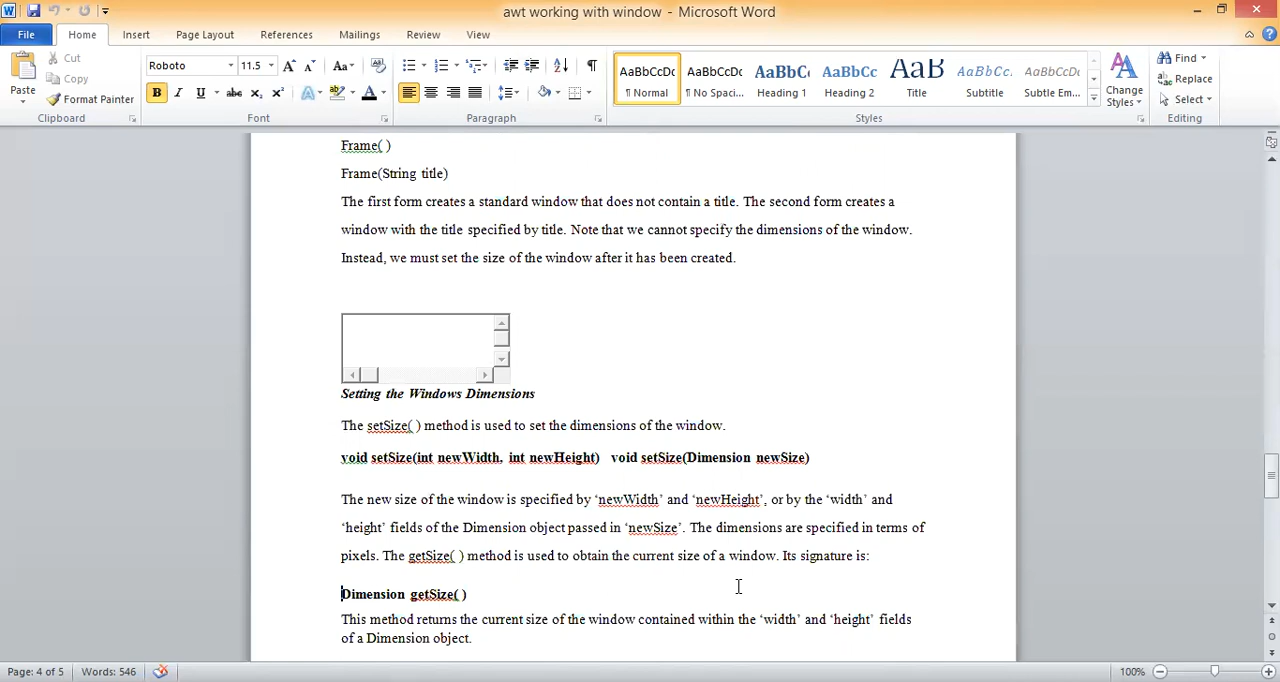 awt working with window - Microsoft Word
File Home Insert Page Layout References Mailings Review View
Paste Cut Copy Format Painter
Roboto 11.5
AaBbCcDc AaBbCcDc AaBbC AaBbCc AaB AaBbCc. AaBbCcDc
¶ Normal ¶ No Spaci... Heading 1 Heading 2 Title Subtitle Subtle Em...
Change Styles
Find Replace Select
Clipboard Font Paragraph Styles Editing
Frame( )
Frame(String title)
The first form creates a standard window that does not contain a title. The second form creates a
window with the title specified by title. Note that we cannot specify the dimensions of the window.
Instead, we must set the size of the window after it has been created.
Setting the Windows Dimensions
The setSize( ) method is used to set the dimensions of the window.
void setSize(int newWidth, int newHeight) void setSize(Dimension newSize)
The new size of the window is specified by ‘newWidth’ and ‘newHeight’, or by the ‘width’ and
‘height’ fields of the Dimension object passed in ‘newSize’. The dimensions are specified in terms of
pixels. The getSize( ) method is used to obtain the current size of a window. Its signature is:
Dimension getSize( )
This method returns the current size of the window contained within the ‘width’ and ‘height’ fields
of a Dimension object.
Page: 4 of 5 Words: 546 100%